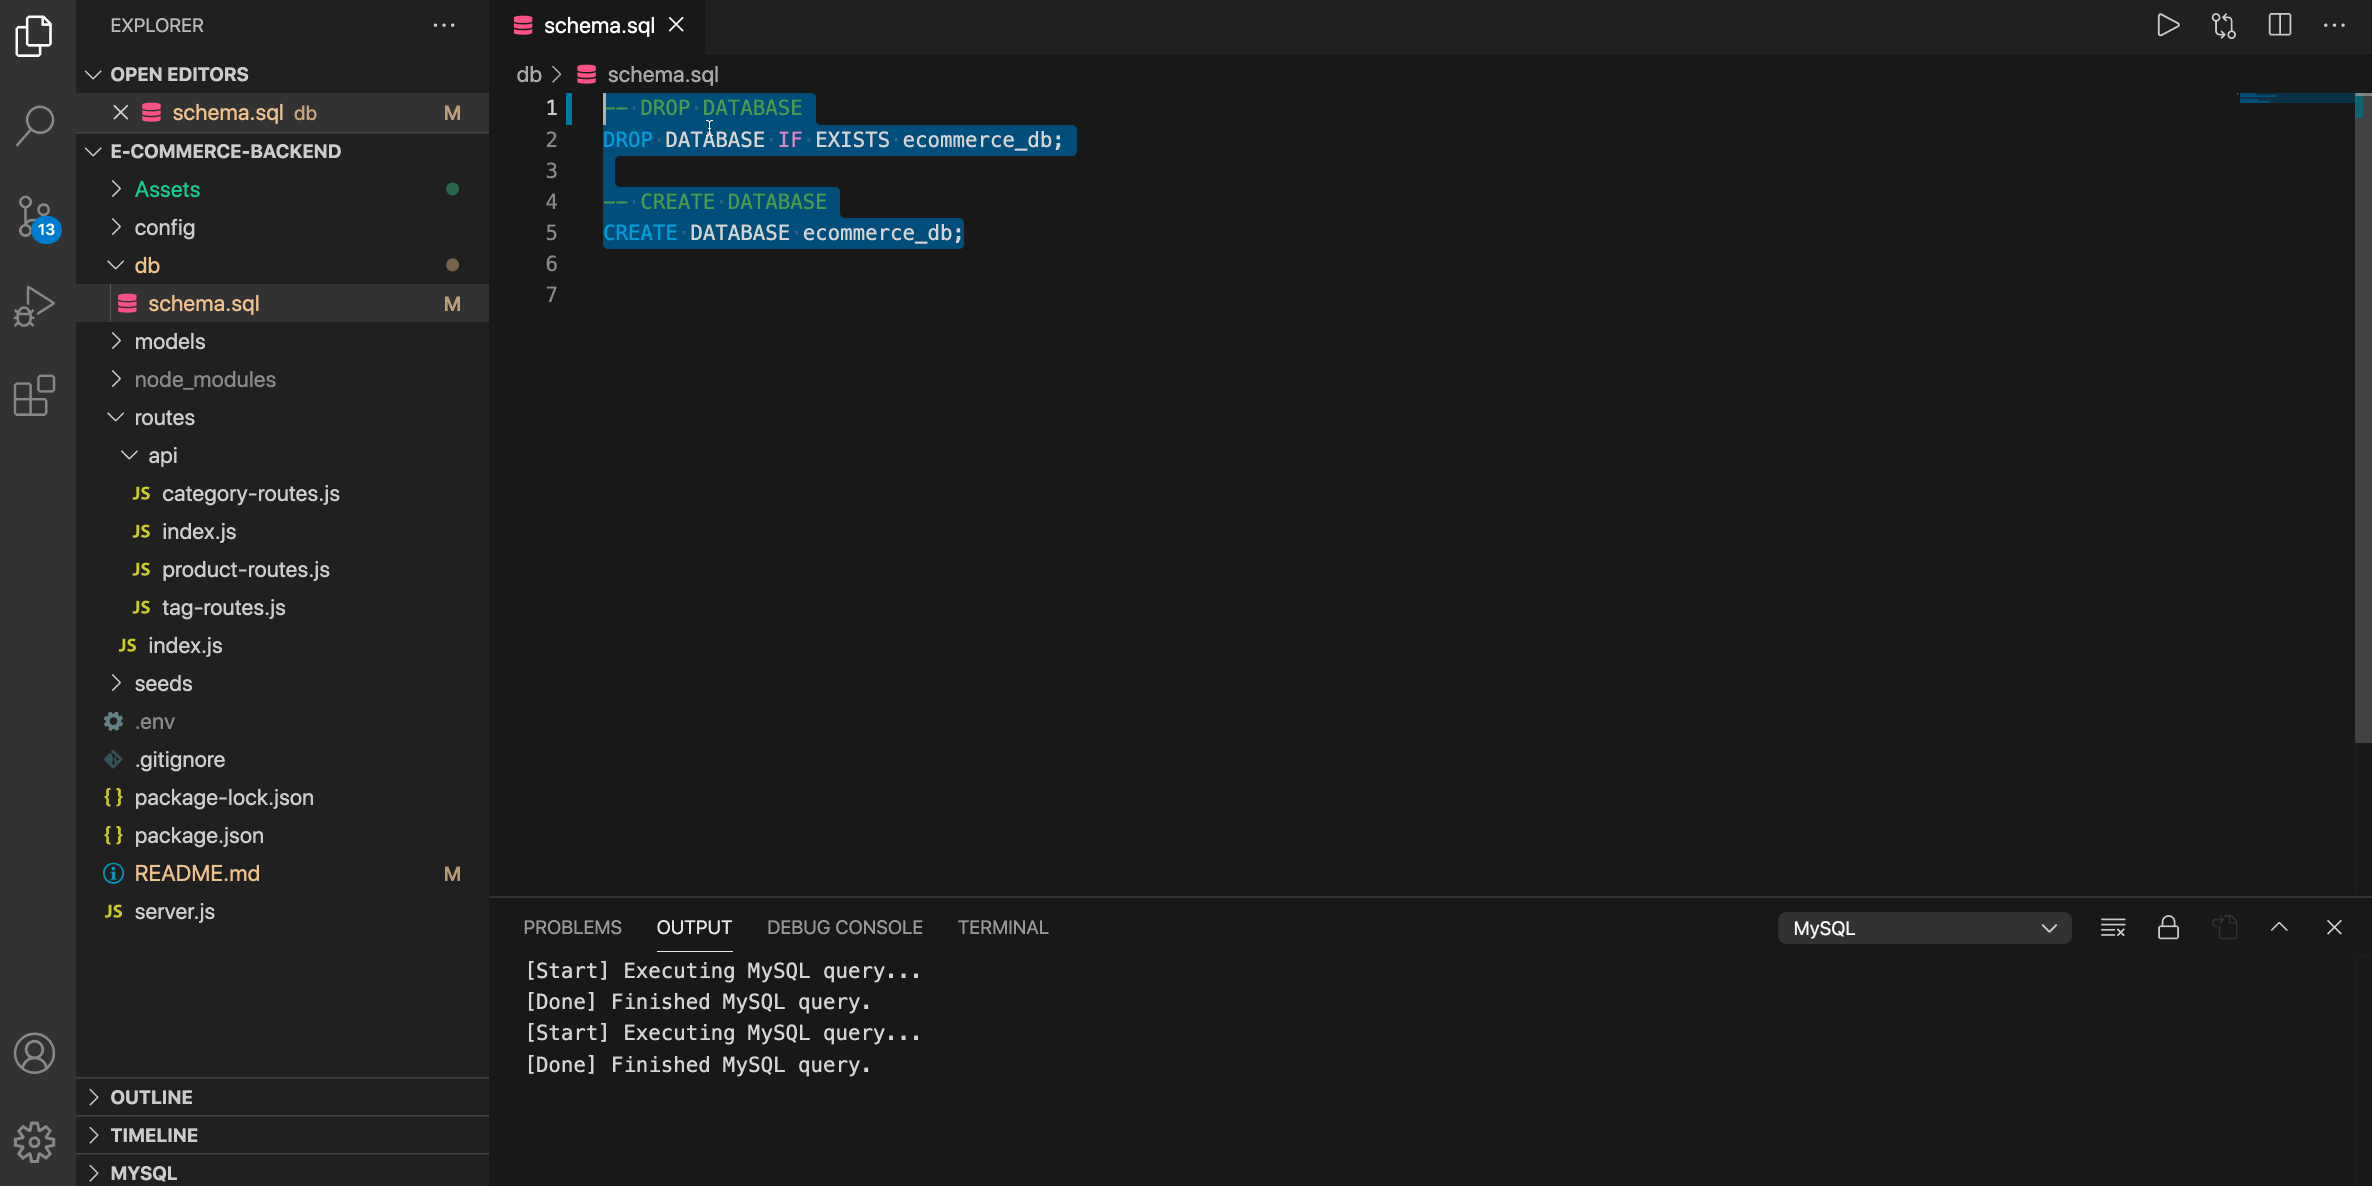 EXPLORER
OPEN EDITORS
schema.sql db M
E-COMMERCE-BACKEND
Assets
config
db
schema.sql M
models
node_modules
routes
api
JS category-routes.js
JS index.js
JS product-routes.js
JS tag-routes.js
JS index.js
seeds
.env
.gitignore
{} package-lock.json
{} package.json
README.md M
JS server.js
OUTLINE
TIMELINE
MYSQL
13
schema.sql
db > schema.sql
1 -- DROP DATABASE
2 DROP DATABASE IF EXISTS ecommerce_db;
3
4 -- CREATE DATABASE
5 CREATE DATABASE ecommerce_db;
6
7
PROBLEMS OUTPUT DEBUG CONSOLE TERMINAL MySQL
[Start] Executing MySQL query...
[Done] Finished MySQL query.
[Start] Executing MySQL query...
[Done] Finished MySQL query.